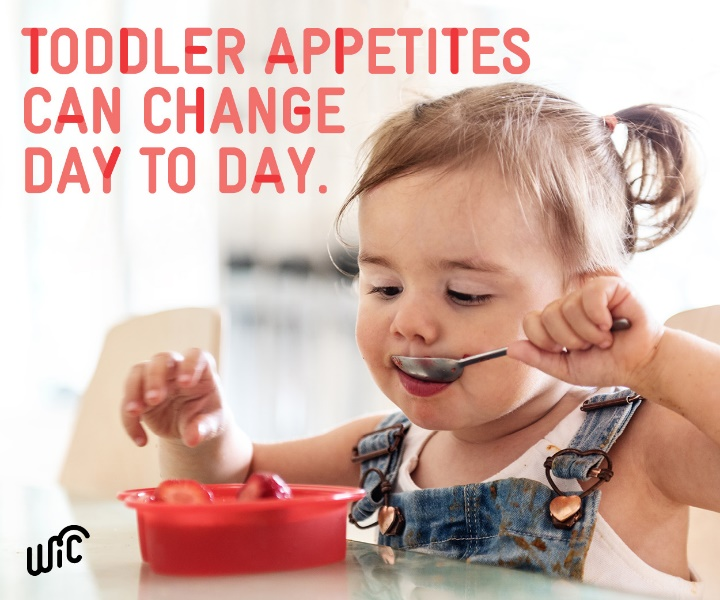 TODDLER APPETITES
CAN CHANGE
DAY TO DAY.
WiC